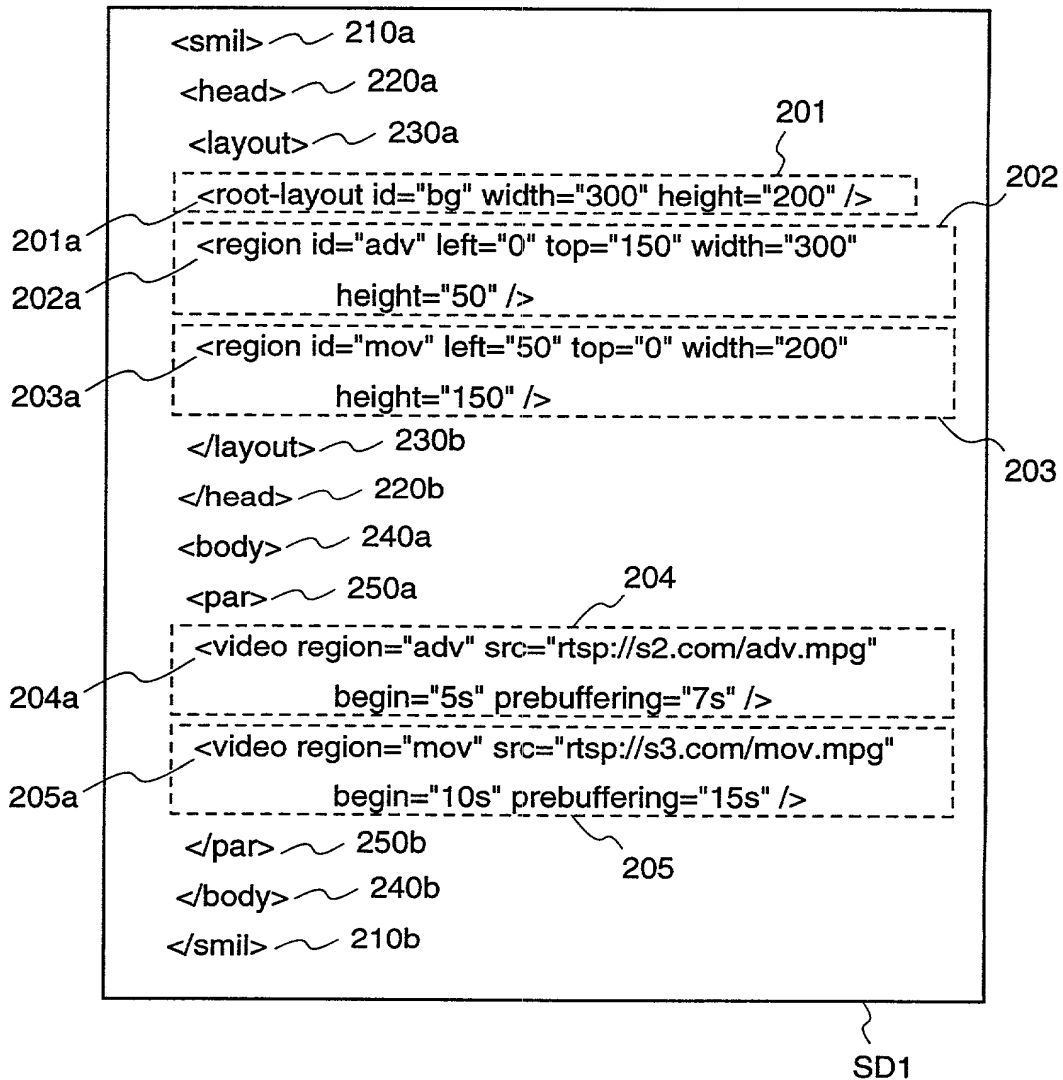 <smil> 210a
<head> 220a
<layout> 230a
201
202
<root-layout id="bg" width="300" height="200" />
201a
<region id="adv" left="0" top="150" width="300"
202a
height="50" />
<region id="mov" left="50" top="0" width="200"
203a
height="150" />
</layout> 230b
203
</head> 220b
<body> 240a
<par> 250a
204
<video region="adv" src="rtsp://s2.com/adv.mpg"
204a
begin="5s" prebuffering="7s" />
<video region="mov" src="rtsp://s3.com/mov.mpg"
205a
begin="10s" prebuffering="15s" />
</par> 250b
205
</body> 240b
</smil> 210b
SD1